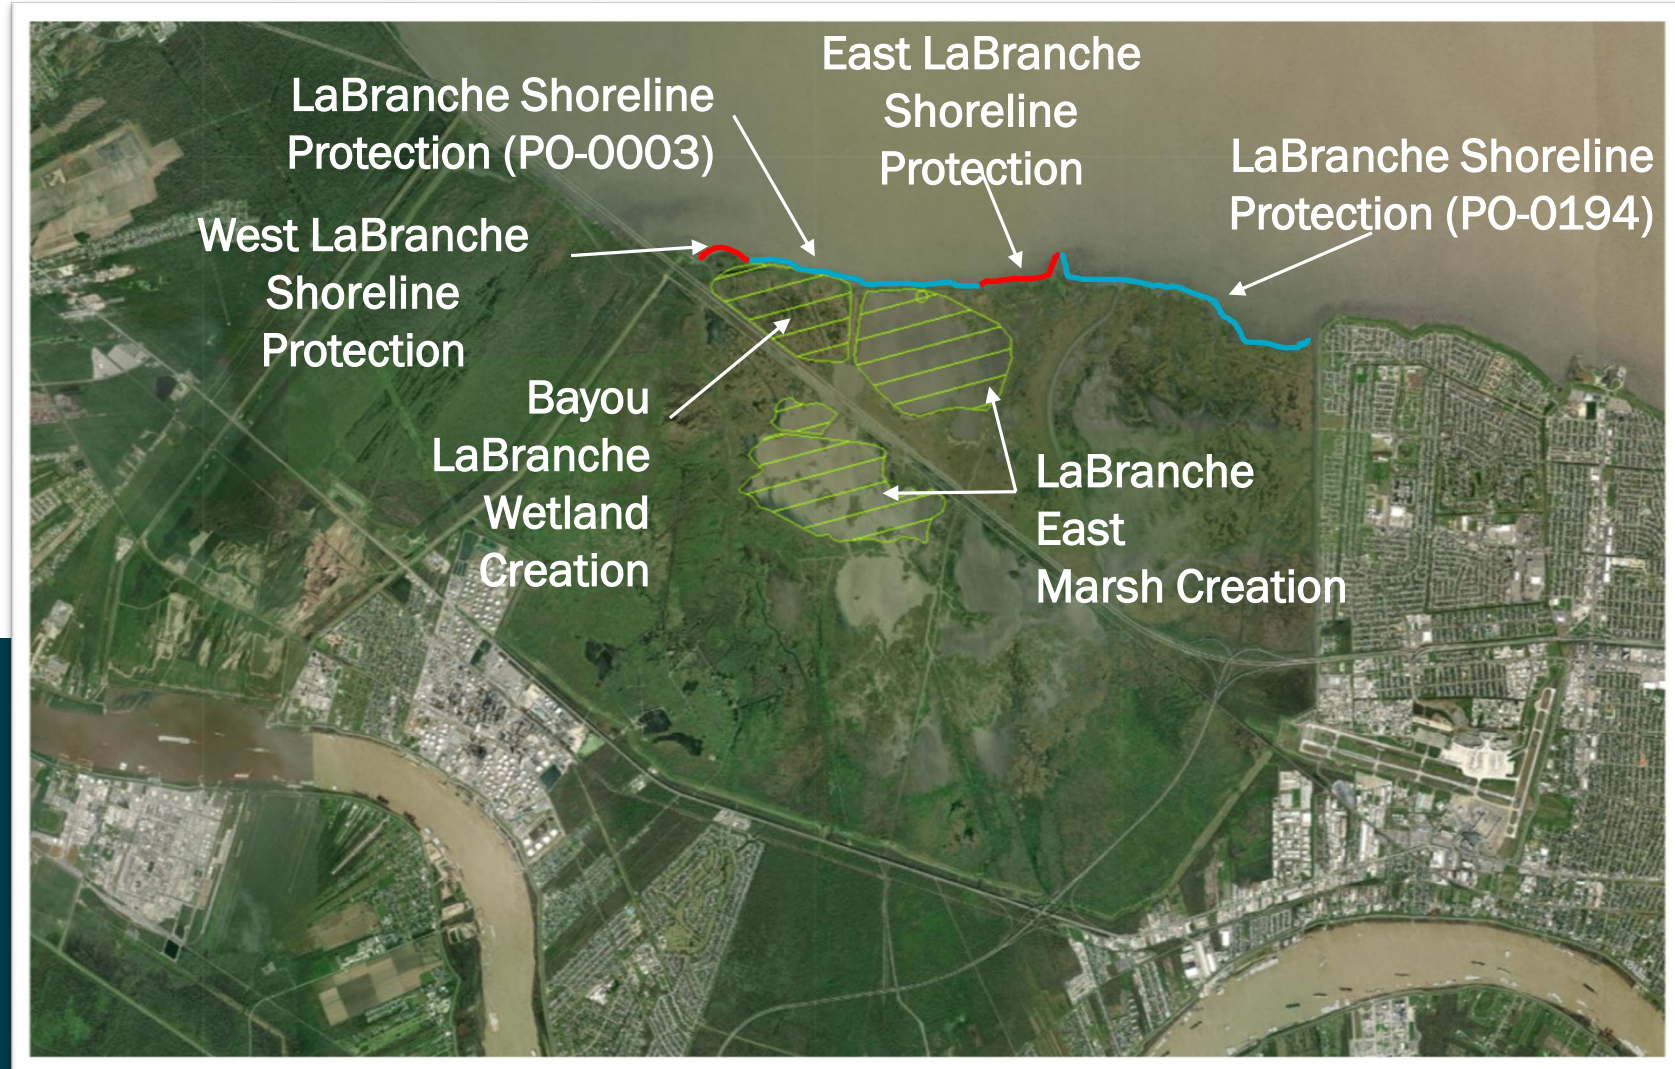 East LaBranche
Shoreline
Protection
LaBranche Shoreline
Protection (PO-0003)
LaBranche Shoreline
Protection (PO-0194)
West LaBranche
Shoreline
Protection
Bayou
LaBranche
Wetland
Creation
LaBranche
East
Marsh Creation